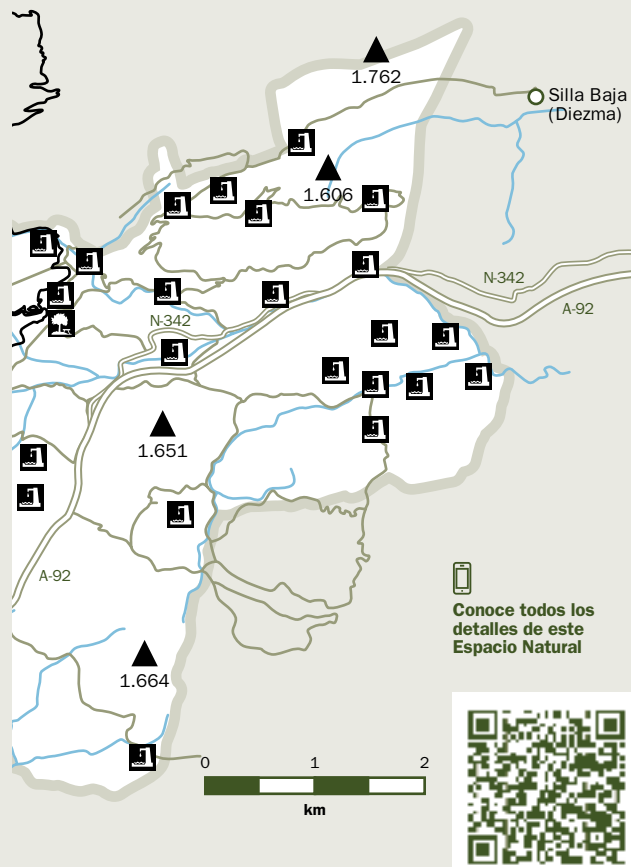 1.762
Silla Baja
(Diezma)
1.606
N-342
A-92
N-342
1.651
A-92
Conoce todos los
detalles de este
Espacio Natural
1.664
0 1 2
km